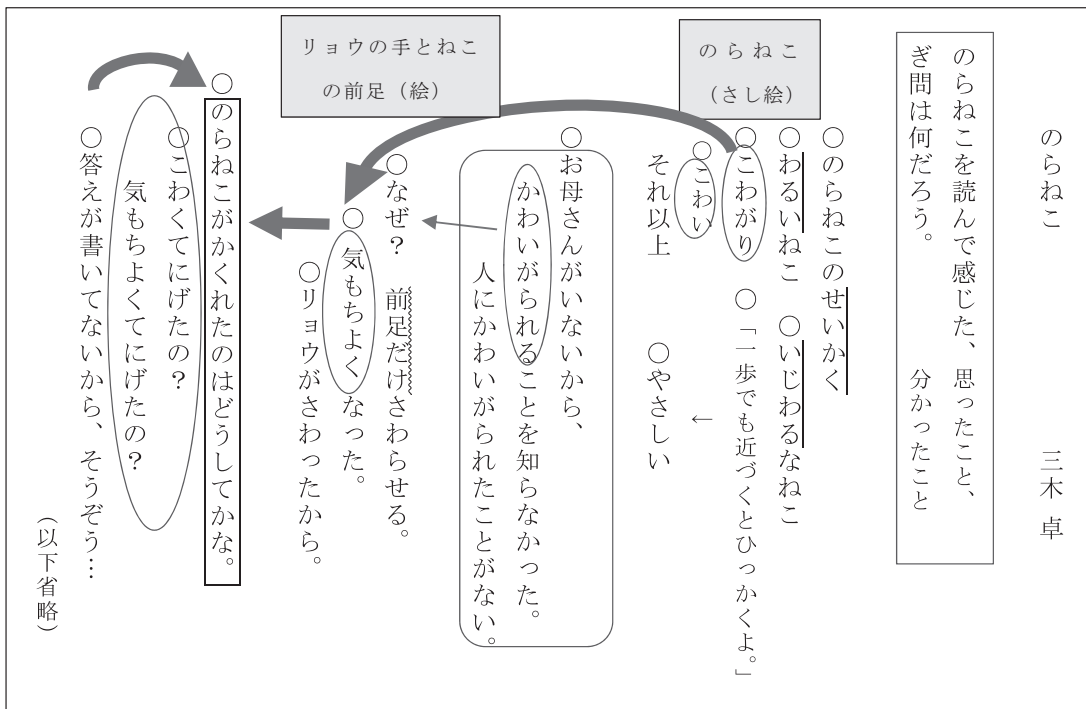 のらねこ　　三木　卓
のらねこを読んで感じた、思ったこと、
ぎ問は何だろう。　分かったこと
のらねこ
（さし絵）
○のらねこのせいかく
○わるいねこ　○いじわるなねこ
○こわがり　○「一歩でも近づくとひっかくよ。」
○こわい　←
それ以上　○やさしい
○お母さんがいないから、
かわいがられることを知らなかった。
人にかわいがられたことがない。
リョウの手とねこ
の前足（絵）
○なぜ？　前足だけさわらせる。
○気もちよくなった。
○リョウがさわったから。
○のらねこがかくれたのはどうしてかな。
○こわくてにげたの？
気もちよくてにげたの？
○答えが書いてないから、そうぞう…
（以下省略）